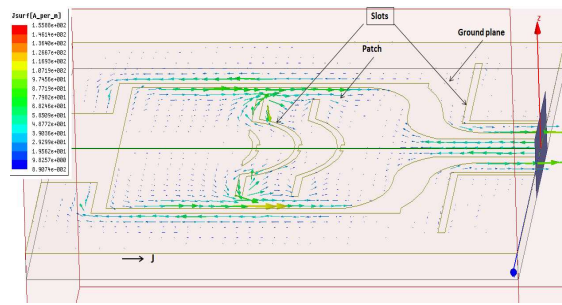 Jsurf[A_per_m]
1.5588e+002
1.4614e+002
1.3640e+002
1.2667e+002
1.1693e+002
1.0719e+002
9.7456e+001
8.7719e+001
7.7982e+001
6.8246e+001
5.8509e+001
4.8772e+001
3.9036e+001
2.9299e+001
1.9562e+001
9.8257e+000
8.9074e-002
Slots
Ground plane
Patch
Z
J